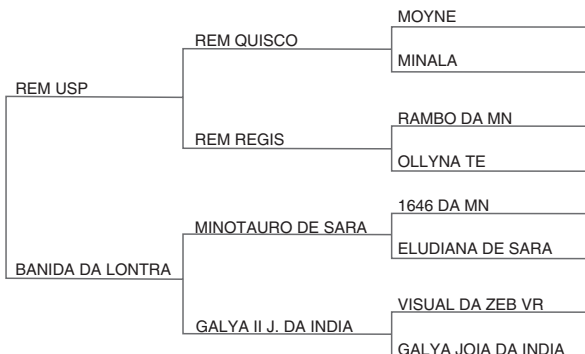 MOYNE
REM QUISCO
MINALA
REM USP
RAMBO DA MN
REM REGIS
OLLYNA TE
1646 DA MN
MINOTAURO DE SARA
ELUDIANA DE SARA
BANIDA DA LONTRA
VISUAL DA ZEB VR
GALYA II J. DA INDIA
GALYA JOIA DA INDIA